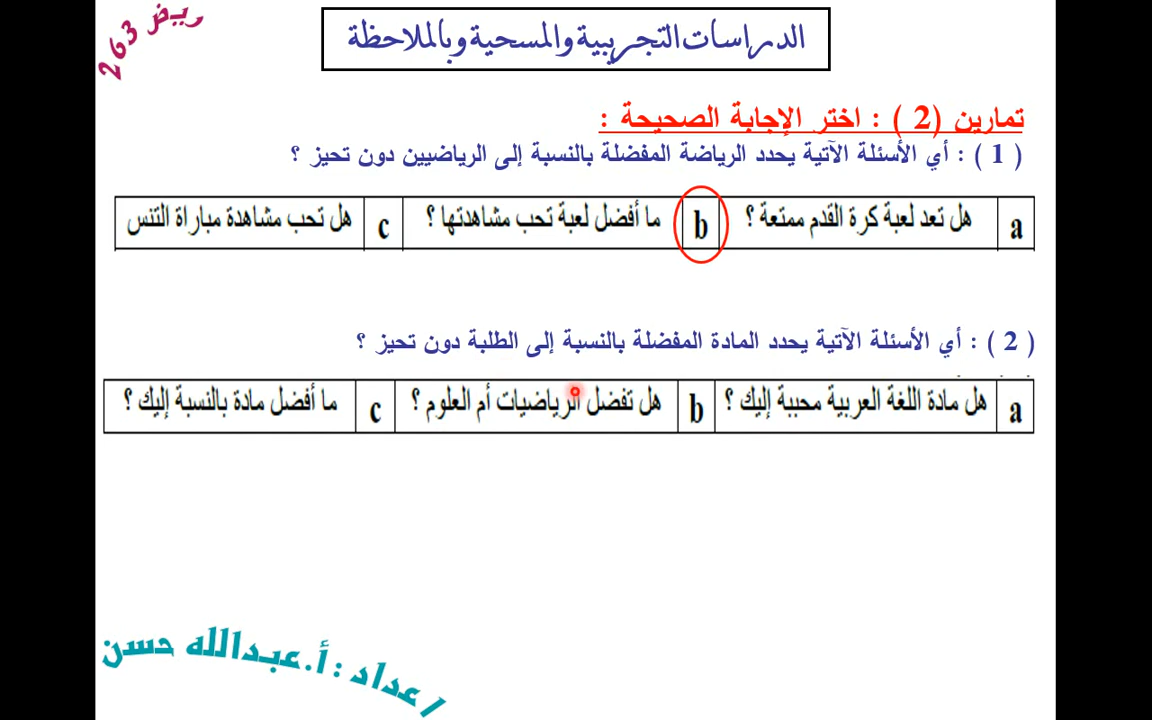 ريض 263
الدراسات التجريبية والمسحية وبالملاحظة
تمارين (2 ) : اختر الإجابة الصحيحة :
( 1 ) : أي الأسئلة الآتية يحدد الرياضة المفضلة بالنسبة إلى الرياضيين دون تحيز ؟
a هل تعد لعبة كرة القدم ممتعة ؟ b ما أفضل لعبة تحب مشاهدتها ؟ c هل تحب مشاهدة مباراة التنس
( 2 ) : أي الأسئلة الآتية يحدد المادة المفضلة بالنسبة إلى الطلبة دون تحيز ؟
a هل مادة اللغة العربية محببة إليك ؟ b هل تفضل الرياضيات أم العلوم ؟ c ما أفضل مادة بالنسبة إليك ؟
اعداد : أ.عبدالله حسن